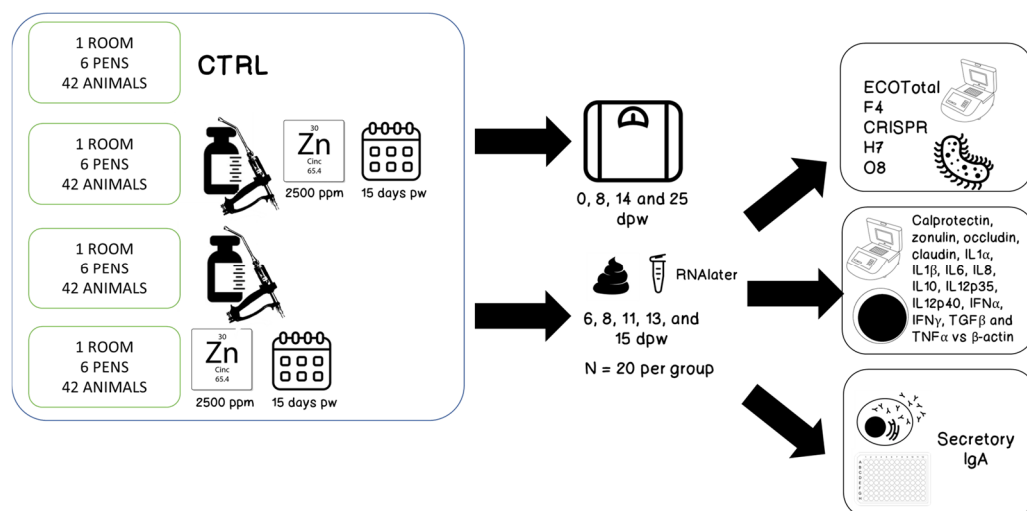 1 ROOM
6 PENS
42 ANIMALS
CTRL
1 ROOM
6 PENS
42 ANIMALS
30
Zn
Cinc
65.4
2500 ppm
15 days pw
1 ROOM
6 PENS
42 ANIMALS
1 ROOM
6 PENS
42 ANIMALS
30
Zn
Cinc
65.4
2500 ppm
15 days pw
0, 8, 14 and 25
dpw
RNAlater
6, 8, 11, 13, and
15 dpw
N = 20 per group
ECOTotal
F4
CRISPR
H7
O8
Calprotectin,
zonulin, occludin,
claudin, IL1α,
IL1β, IL6, IL8,
IL10, IL12p35,
IL12p40, IFNα,
IFNγ, TGFβ and
TNFα vs β-actin
Secretory
IgA